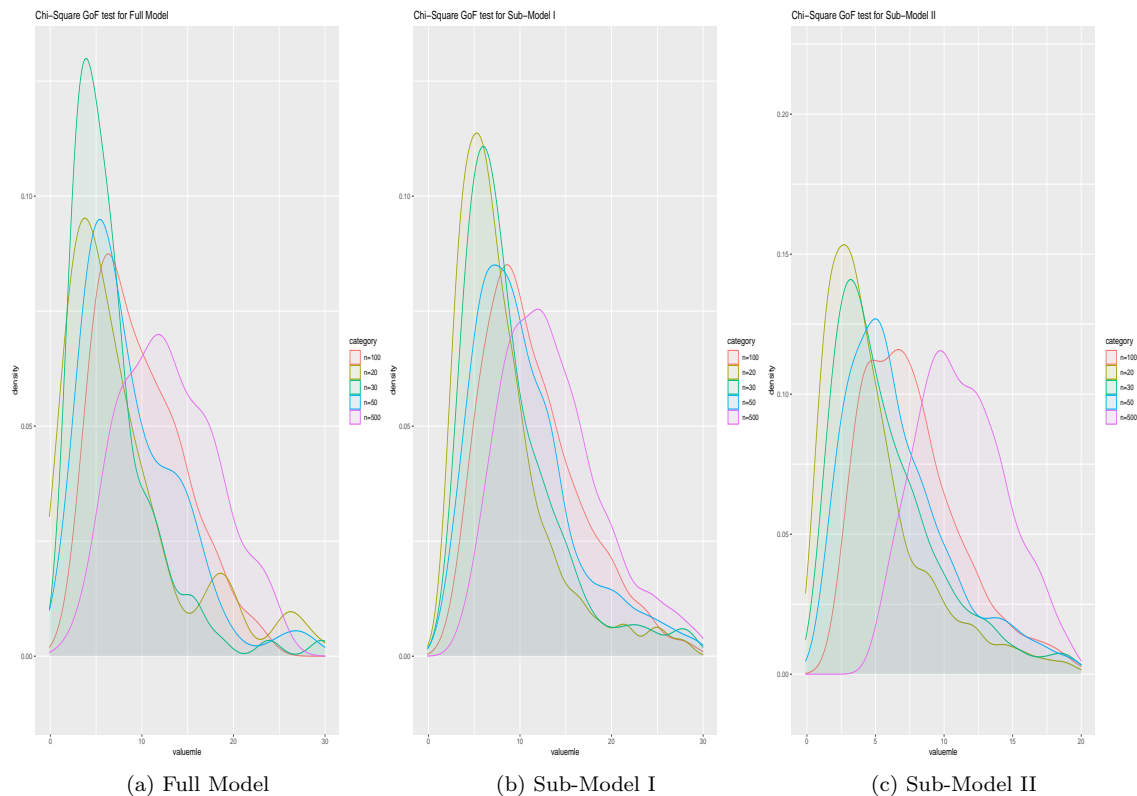 Chi-Square GoF test for Full Model
0.10
0.05
0.00
density
0
10
20
30
valuemle
category
n=100
n=20
n=30
n=50
n=500
(a) Full Model
Chi-Square GoF test for Sub-Model I
0.10
0.05
0.00
density
0
10
20
30
valuemle
category
n=100
n=20
n=30
n=50
n=500
(b) Sub-Model I
Chi-Square GoF test for Sub-Model II
0.20
0.15
0.10
0.05
0.00
density
0
5
10
15
20
valuemle
category
n=100
n=20
n=30
n=50
n=500
(c) Sub-Model II